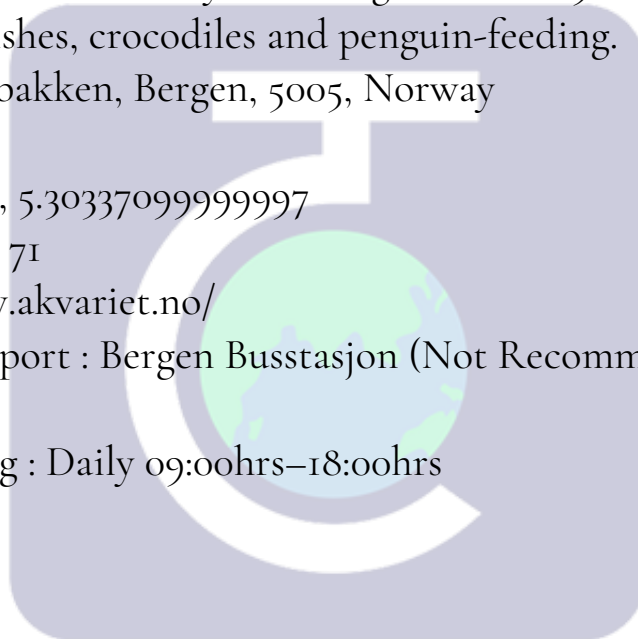 shes, crocodiles and penguin-feeding.
bakken, Bergen, 5005, Norway
, 5.30337099999997
71
.akvariet.no/
port : Bergen Busstasjon (Not Recomm
g : Daily 09:00hrs–18:00hrs